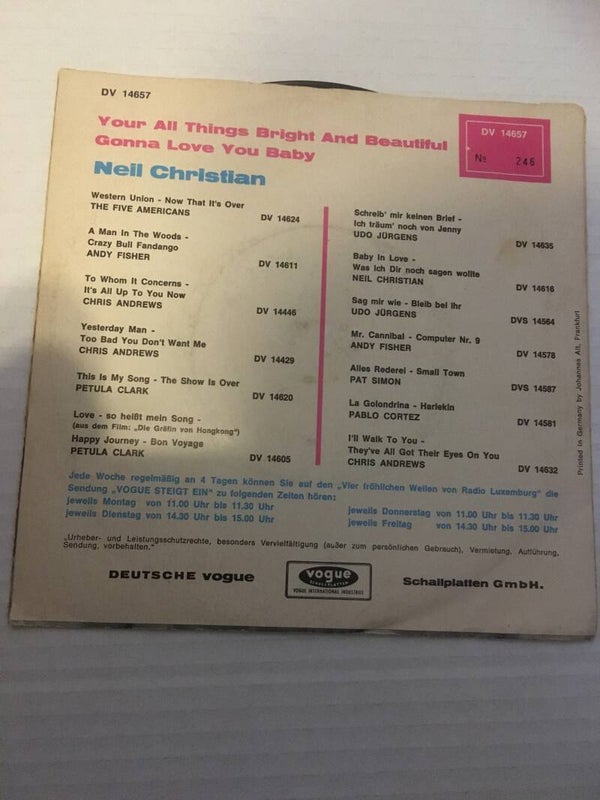 DV 14657
Your All Things Bright And Beautiful
Gonna Love You Baby
Neil Christian
DV 14657
No 246
Western Union - Now That It's Over
THE FIVE AMERICANS
DV 14624
A Man In The Woods -
Crazy Bull Fandango
ANDY FISHER
DV 14611
To Whom It Concerns -
It's All Up To You Now
CHRIS ANDREWS
DV 14446
Yesterday Man -
Too Bad You Don't Want Me
CHRIS ANDREWS
DV 14429
This Is My Song - The Show Is Over
PETULA CLARK
DV 14620
Love - so heißt mein Song -
(aus dem Film: „Die Gräfin von Hongkong")
Happy Journey - Bon Voyage
PETULA CLARK
DV 14605
Schreib' mir keinen Brief -
Ich träum' noch von Jenny
UDO JÜRGENS
DV 14635
Baby In Love -
Was ich Dir noch sagen wollte
NEIL CHRISTIAN
DV 14616
Sag mir wie - Bleib bei ihr
UDO JÜRGENS
DVS 14564
Mr. Cannibal - Computer Nr. 9
ANDY FISHER
DV 14578
Alles Rederei - Small Town
PAT SIMON
DVS 14587
La Golondrina - Harlekin
PABLO CORTEZ
DV 14581
I'll Walk To You -
They've All Got Their Eyes On You
CHRIS ANDREWS
DV 14632
Jede Woche regelmäßig an 4 Tagen können Sie auf den „Vier fröhlichen Wellen von Radio Luxemburg" die
Sendung „VOGUE STEIGT EIN" zu folgenden Zeiten hören:
jeweils Montag von 11.00 Uhr bis 11.30 Uhr
jeweils Dienstag von 14.30 Uhr bis 15.00 Uhr
jeweils Donnerstag von 11.00 Uhr bis 11.30 Uhr
jeweils Freitag von 14.30 Uhr bis 15.00 Uhr
„Urheber- und Leistungsschutzrechte, besonders Vervielfältigung (außer zum persönlichen Gebrauch), Vermietung, Aufführung,
Sendung, vorbehalten."
DEUTSCHE vogue
vogue
SCHALLPLATTEN
VOGUE INTERNATIONAL INDUSTRIES
Schallplatten GmbH.
Printed in Germany by Johannes Alt, Frankfurt